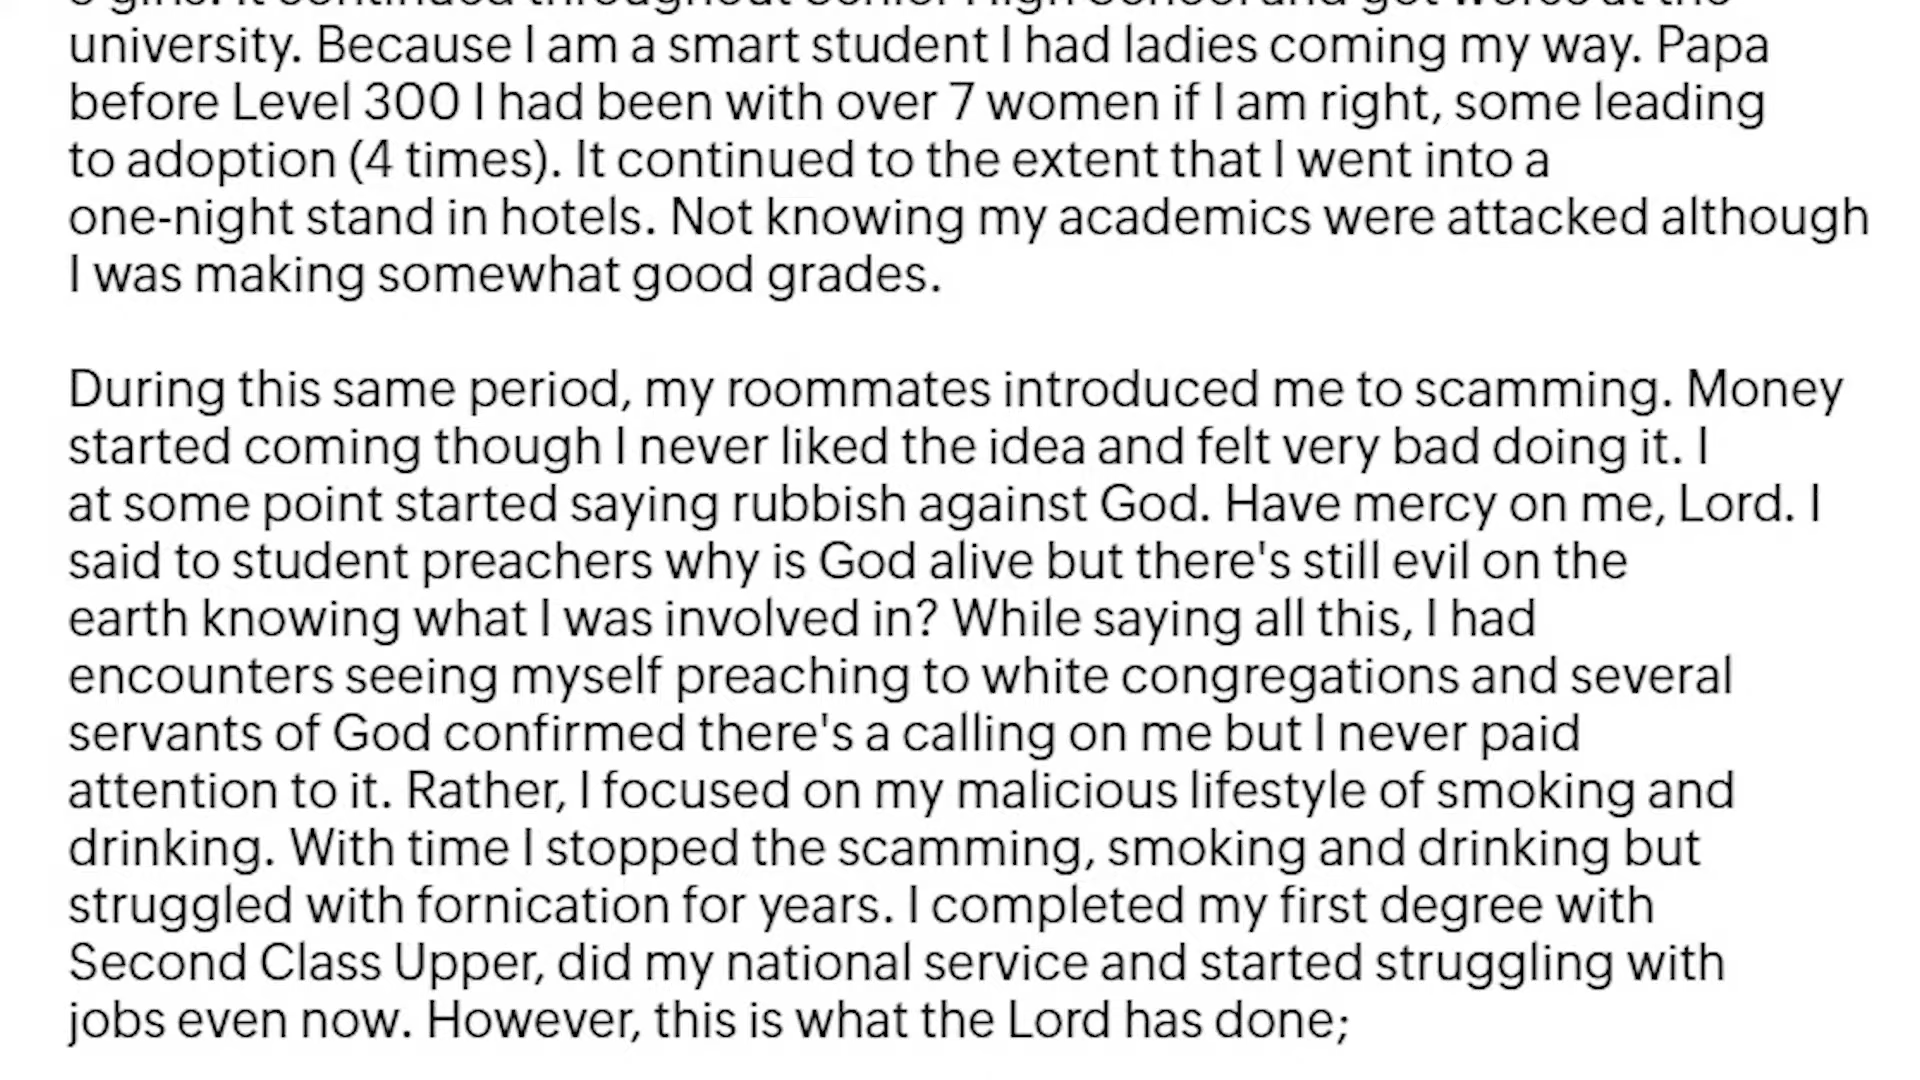 university. Because I am a smart student I had ladies coming my way. Papa
before Level 300 I had been with over 7 women if I am right, some leading
to adoption (4 times). It continued to the extent that I went into a
one-night stand in hotels. Not knowing my academics were attacked although
I was making somewhat good grades.
During this same period, my roommates introduced me to scamming. Money
started coming though I never liked the idea and felt very bad doing it. I
at some point started saying rubbish against God. Have mercy on me, Lord. I
said to student preachers why is God alive but there's still evil on the
earth knowing what I was involved in? While saying all this, I had
encounters seeing myself preaching to white congregations and several
servants of God confirmed there's a calling on me but I never paid
attention to it. Rather, I focused on my malicious lifestyle of smoking and
drinking. With time I stopped the scamming, smoking and drinking but
struggled with fornication for years. I completed my first degree with
Second Class Upper, did my national service and started struggling with
jobs even now. However, this is what the Lord has done;